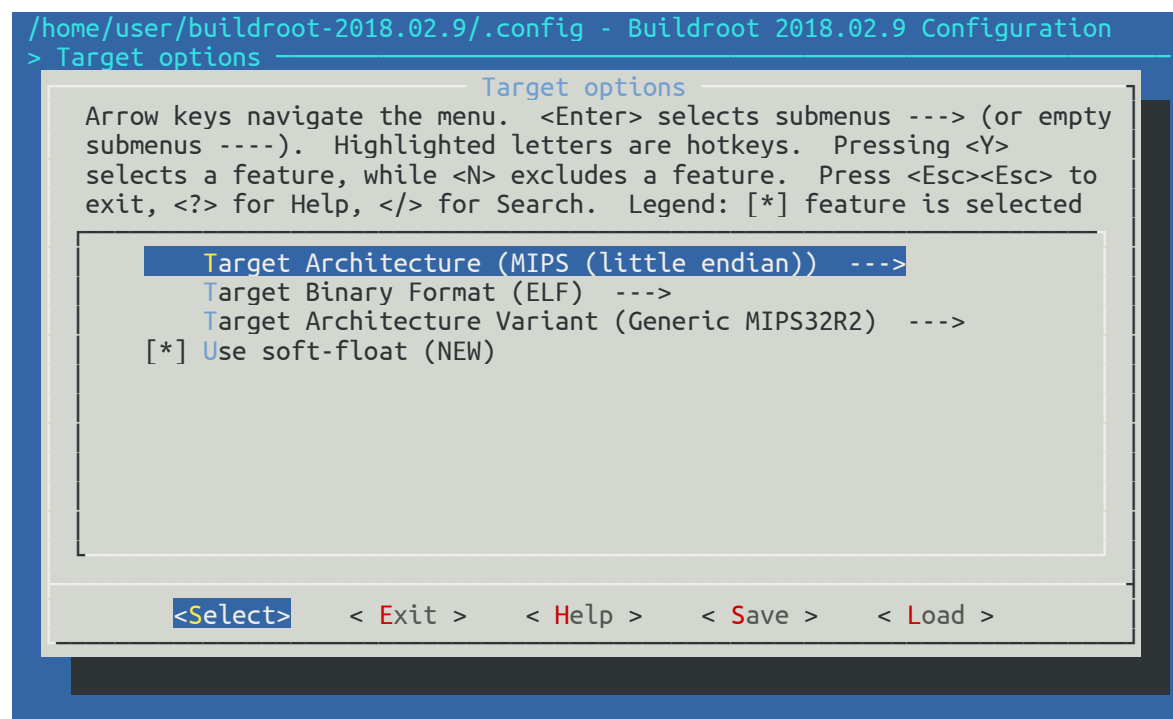 /home/user/buildroot-2018.02.9/.config - Buildroot 2018.02.9 Configuration
> Target options
Target options
Arrow keys navigate the menu.  <Enter> selects submenus ---> (or empty
submenus ----).  Highlighted letters are hotkeys.  Pressing <Y>
selects a feature, while <N> excludes a feature.  Press <Esc><Esc> to
exit, <?> for Help, </> for Search.  Legend: [*] feature is selected
Target Architecture (MIPS (little endian))  --->
Target Binary Format (ELF)  --->
Target Architecture Variant (Generic MIPS32R2)  --->
[*] Use soft-float (NEW)
<Select>    < Exit >    < Help >    < Save >    < Load >